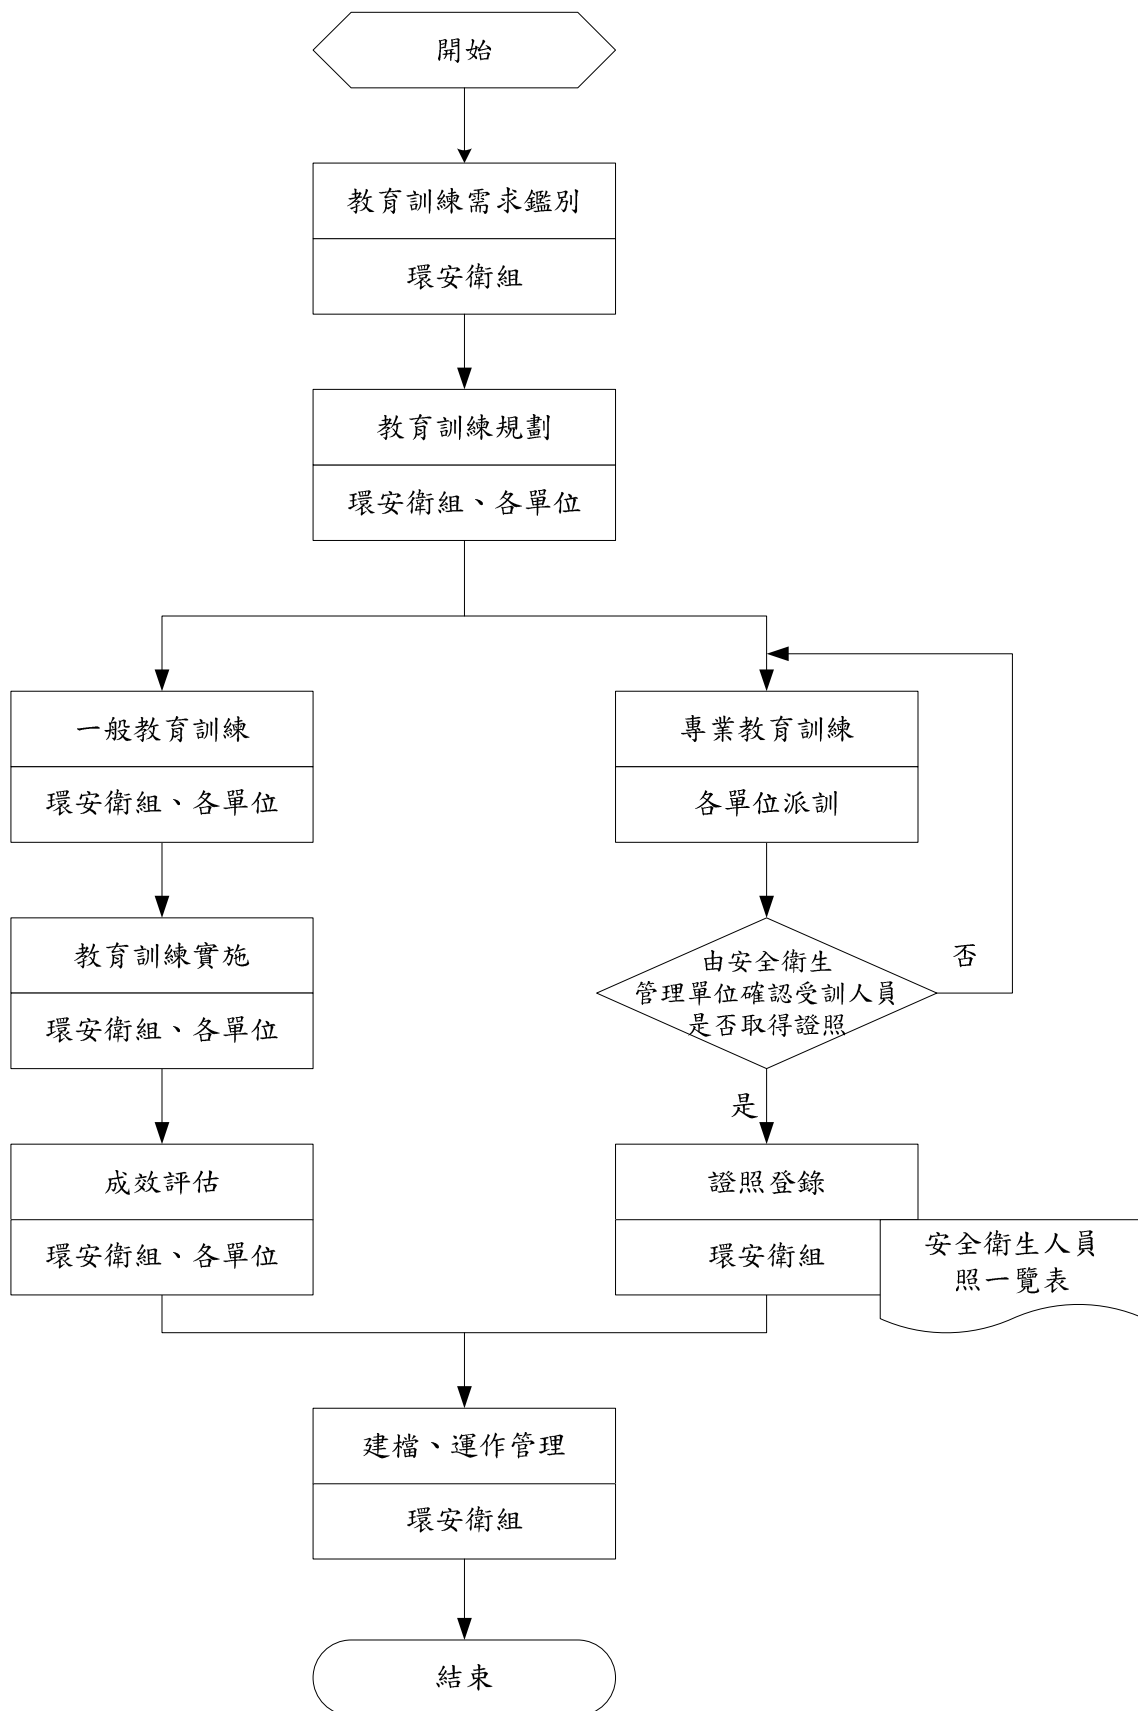 開始
教育訓練需求鑑別
環安衛組
教育訓練規劃
環安衛組、各單位
一般教育訓練
環安衛組、各單位
專業教育訓練
各單位派訓
教育訓練實施
環安衛組、各單位
由安全衛生
管理單位確認受訓人員
是否取得證照
否
是
成效評估
環安衛組、各單位
證照登錄
環安衛組
安全衛生人員
照一覽表
建檔、運作管理
環安衛組
結束